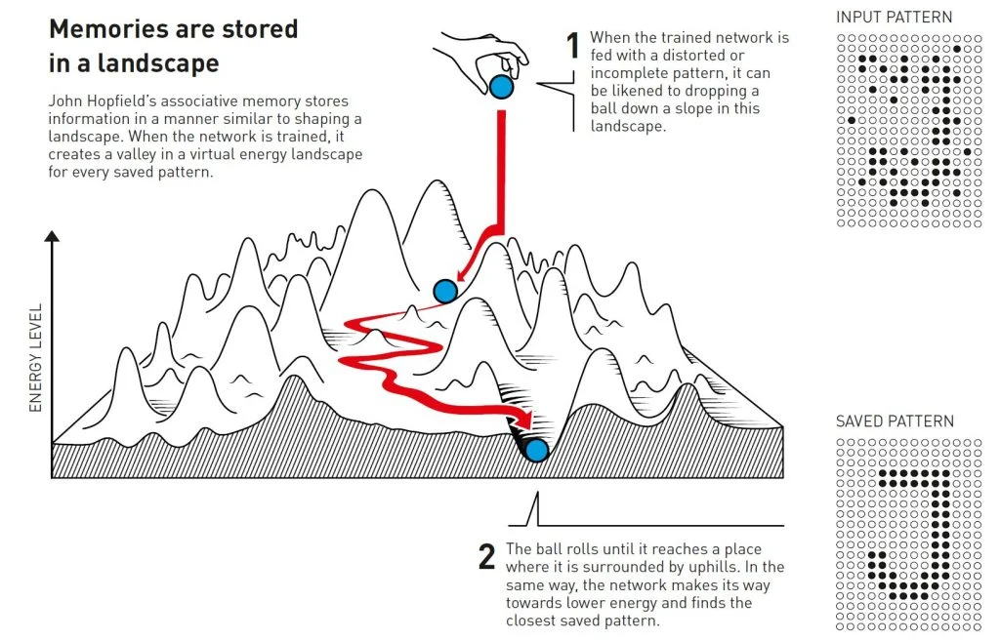 Memories are stored
in a landscape
John Hopfield’s associative memory stores
information in a manner similar to shaping a
landscape. When the network is trained, it
creates a valley in a virtual energy landscape
for every saved pattern.
1
When the trained network is
fed with a distorted or
incomplete pattern, it can
be likened to dropping a
ball down a slope in this
landscape.
INPUT PATTERN
ENERGY LEVEL
SAVED PATTERN
2
The ball rolls until it reaches a place
where it is surrounded by uphills. In the
same way, the network makes its way
towards lower energy and finds the
closest saved pattern.